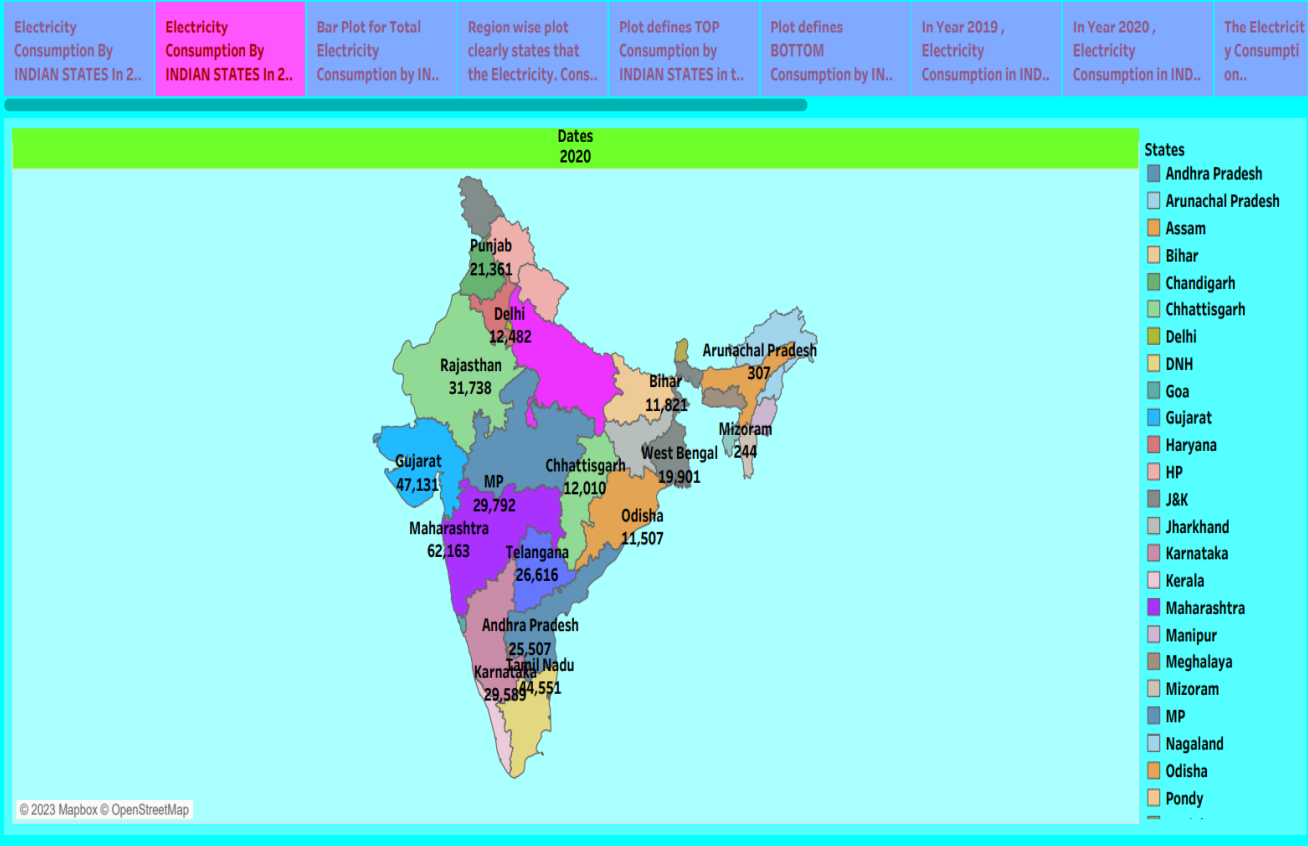 Electricity
Consumption By
INDIAN STATES In 2..
Electricity
Consumption By
INDIAN STATES In 2..
Bar Plot for Total
Electricity
Consumption by IN..
Region wise plot
clearly states that
the Electricity. Cons..
Plot defines TOP
Consumption by
INDIAN STATES in t..
Plot defines
BOTTOM
Consumption by IN..
In Year 2019 ,
Electricity
Consumption in IND..
In Year 2020 ,
Electricity
Consumption in IND..
The Electricit
y Consumpti
on..
Dates
2020
Punjab
21,361
Delhi
12,482
Rajasthan
31,738
Arunachal Pradesh
307
Bihar
11,821
Mizoram
244
West Bengal
19,901
Gujarat
47,131
Chhattisgarh
12,010
MP
29,792
Odisha
11,507
Maharashtra
62,163
Telangana
26,616
Andhra Pradesh
25,507
Tamil Nadu
44,551
Karnataka
29,589
© 2023 Mapbox © OpenStreetMap
States
Andhra Pradesh
Arunachal Pradesh
Assam
Bihar
Chandigarh
Chhattisgarh
Delhi
DNH
Goa
Gujarat
Haryana
HP
J&K
Jharkhand
Karnataka
Kerala
Maharashtra
Manipur
Meghalaya
Mizoram
MP
Nagaland
Odisha
Pondy